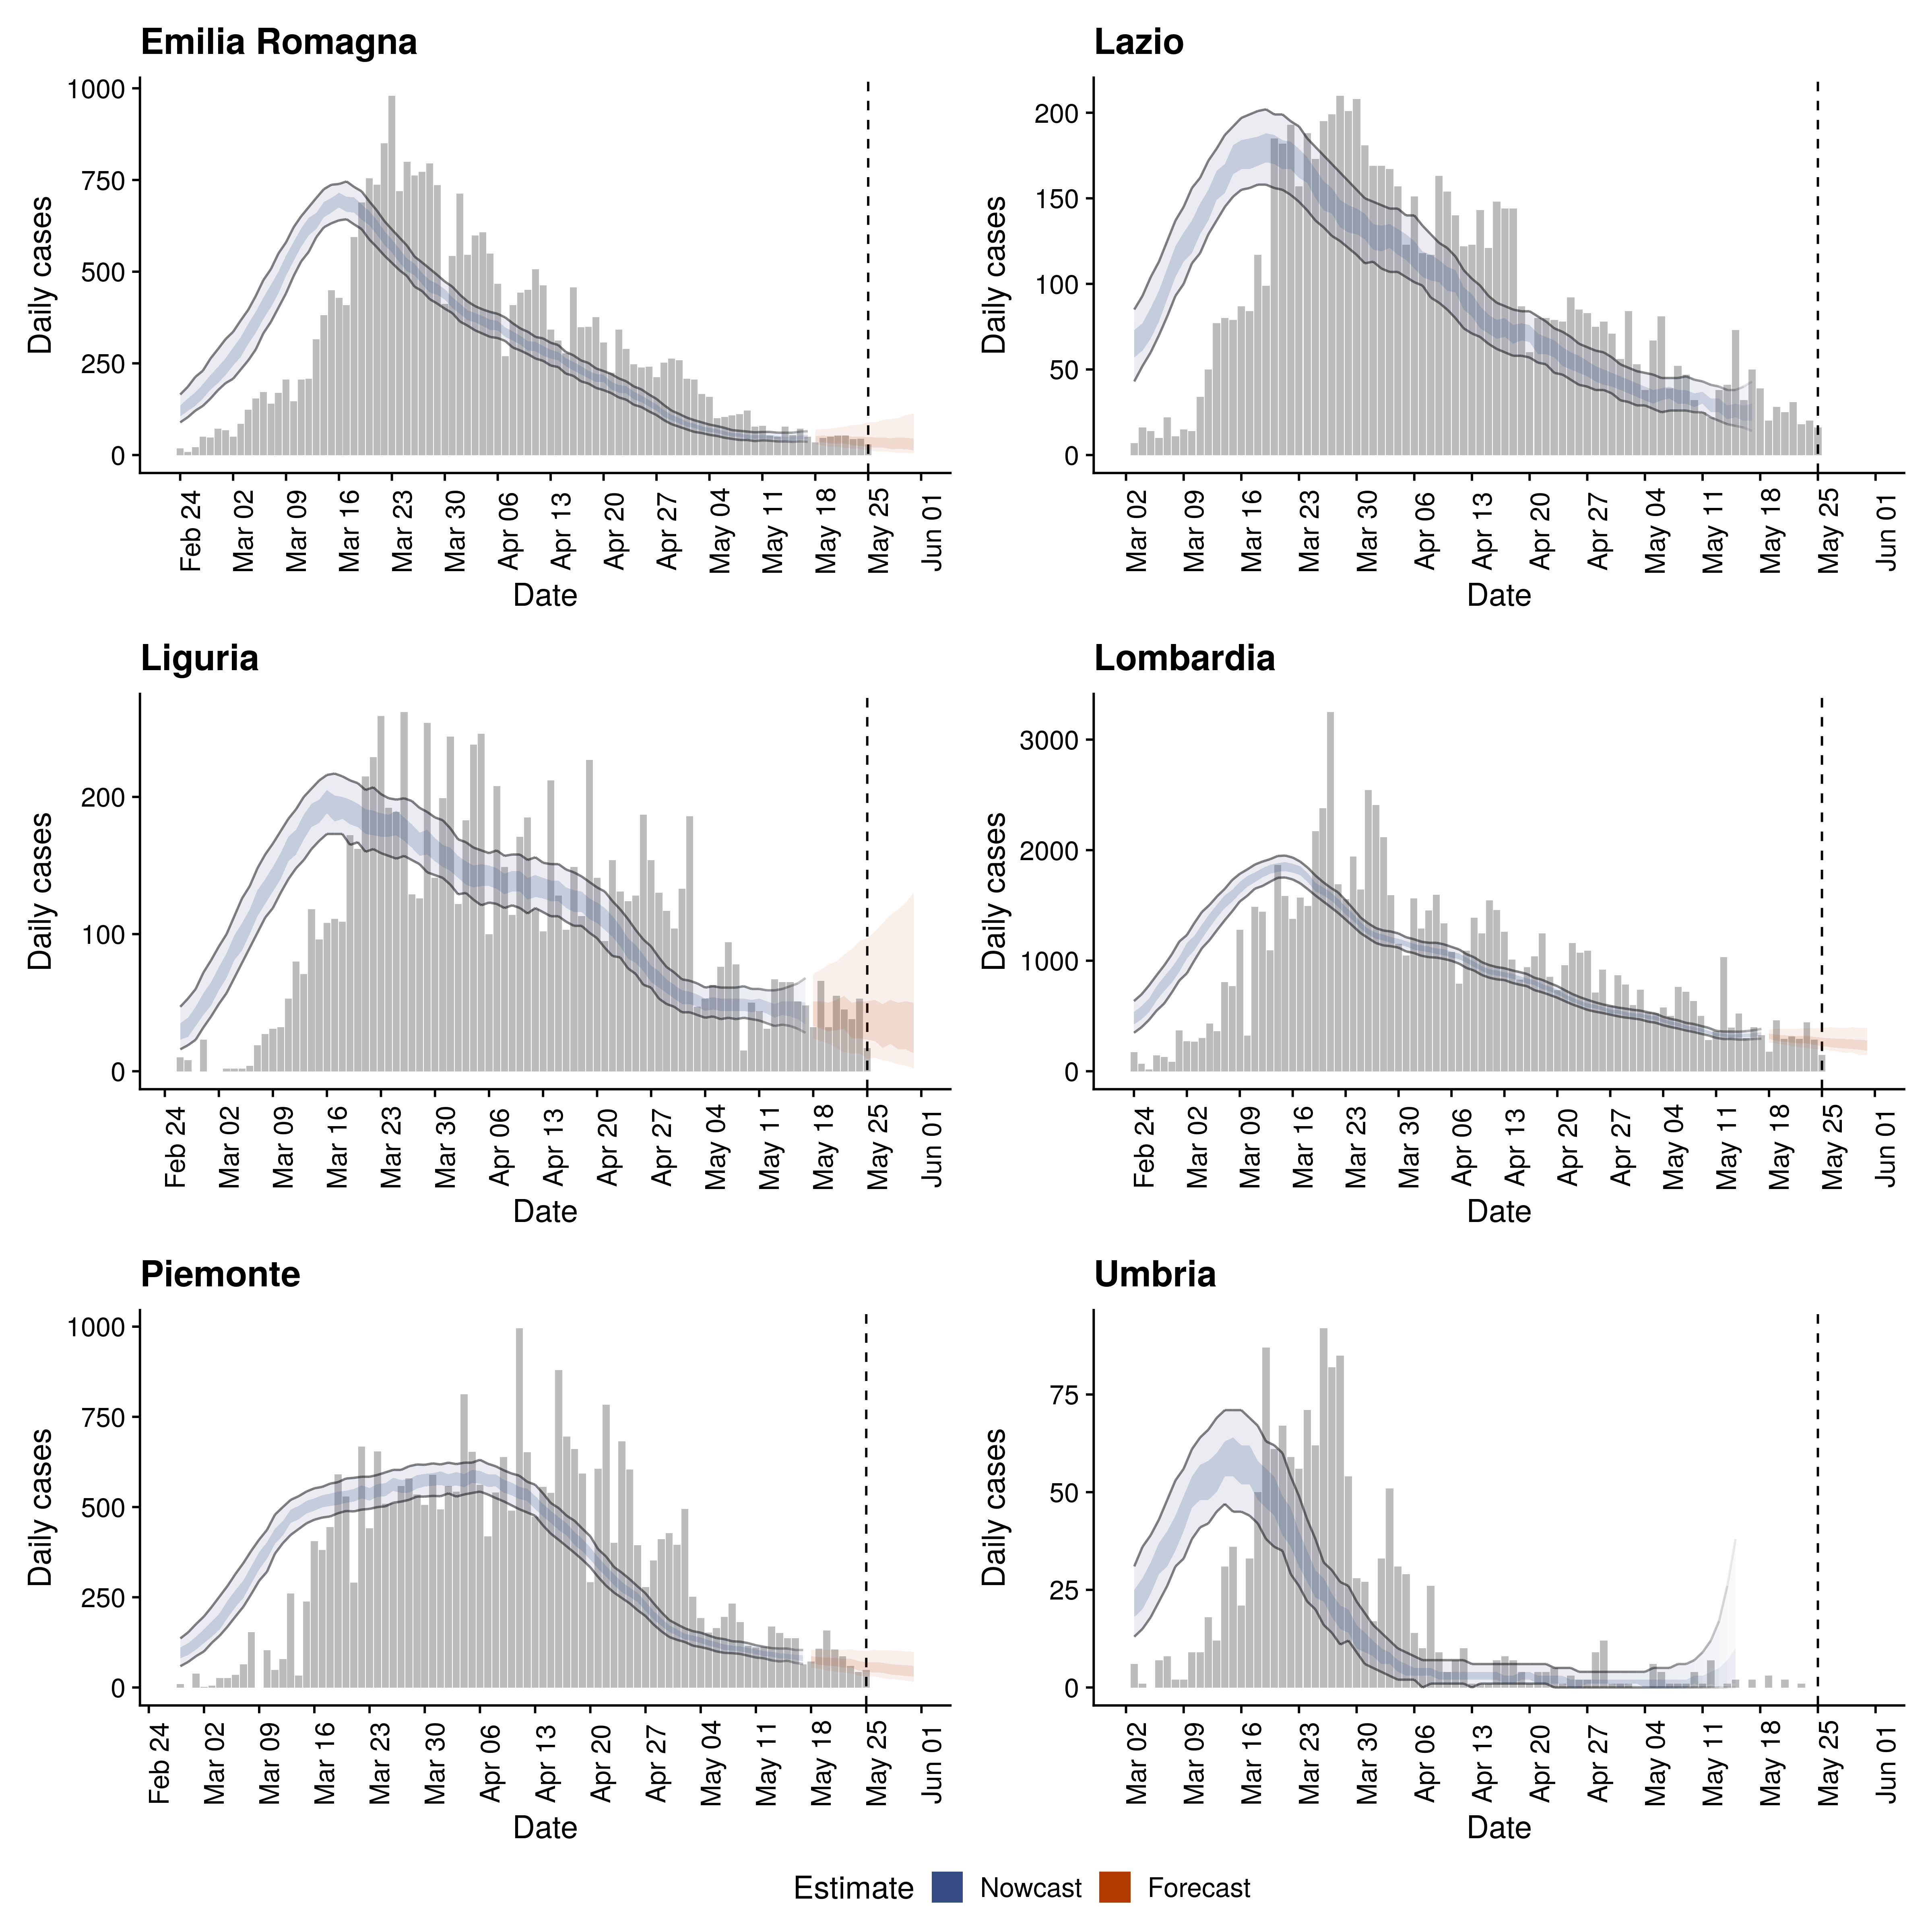 Emilia Romagna
Daily cases
1000
750
500
250
0
Feb 24 Mar 02 Mar 09 Mar 16 Mar 23 Mar 30 Apr 06 Apr 13 Apr 20 Apr 27 May 04 May 11 May 18 May 25 Jun 01
Date
Lazio
Daily cases
200
150
100
50
0
Mar 02 Mar 09 Mar 16 Mar 23 Mar 30 Apr 06 Apr 13 Apr 20 Apr 27 May 04 May 11 May 18 May 25 Jun 01
Date
Liguria
Daily cases
200
100
0
Feb 24 Mar 02 Mar 09 Mar 16 Mar 23 Mar 30 Apr 06 Apr 13 Apr 20 Apr 27 May 04 May 11 May 18 May 25 Jun 01
Date
Lombardia
Daily cases
3000
2000
1000
0
Feb 24 Mar 02 Mar 09 Mar 16 Mar 23 Mar 30 Apr 06 Apr 13 Apr 20 Apr 27 May 04 May 11 May 18 May 25 Jun 01
Date
Piemonte
Daily cases
1000
750
500
250
0
Feb 24 Mar 02 Mar 09 Mar 16 Mar 23 Mar 30 Apr 06 Apr 13 Apr 20 Apr 27 May 04 May 11 May 18 May 25 Jun 01
Date
Umbria
Daily cases
75
50
25
0
Mar 02 Mar 09 Mar 16 Mar 23 Mar 30 Apr 06 Apr 13 Apr 20 Apr 27 May 04 May 11 May 18 May 25 Jun 01
Date
Estimate Nowcast Forecast